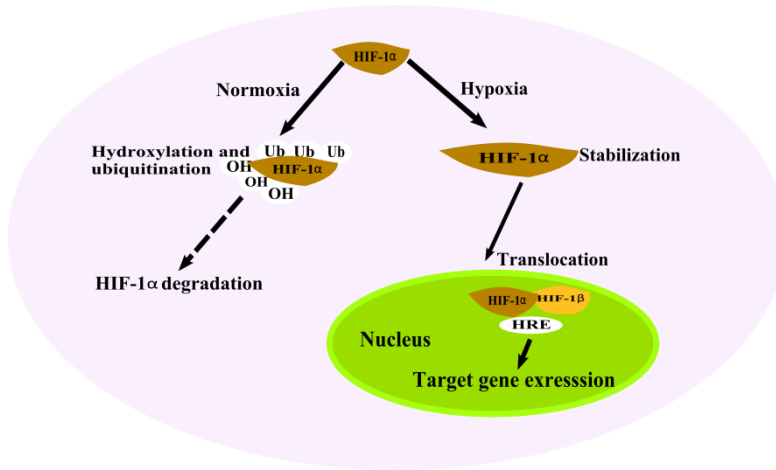 HIF-1α
Normoxia
Hypoxia
Hydroxylation and
ubiquitination
Ub Ub Ub
OH
HIF-1α
OH
OH
HIF-1α
Stabilization
HIF-1α degradation
Translocation
HIF-1α
HIF-1β
HRE
Nucleus
Target gene exresssion